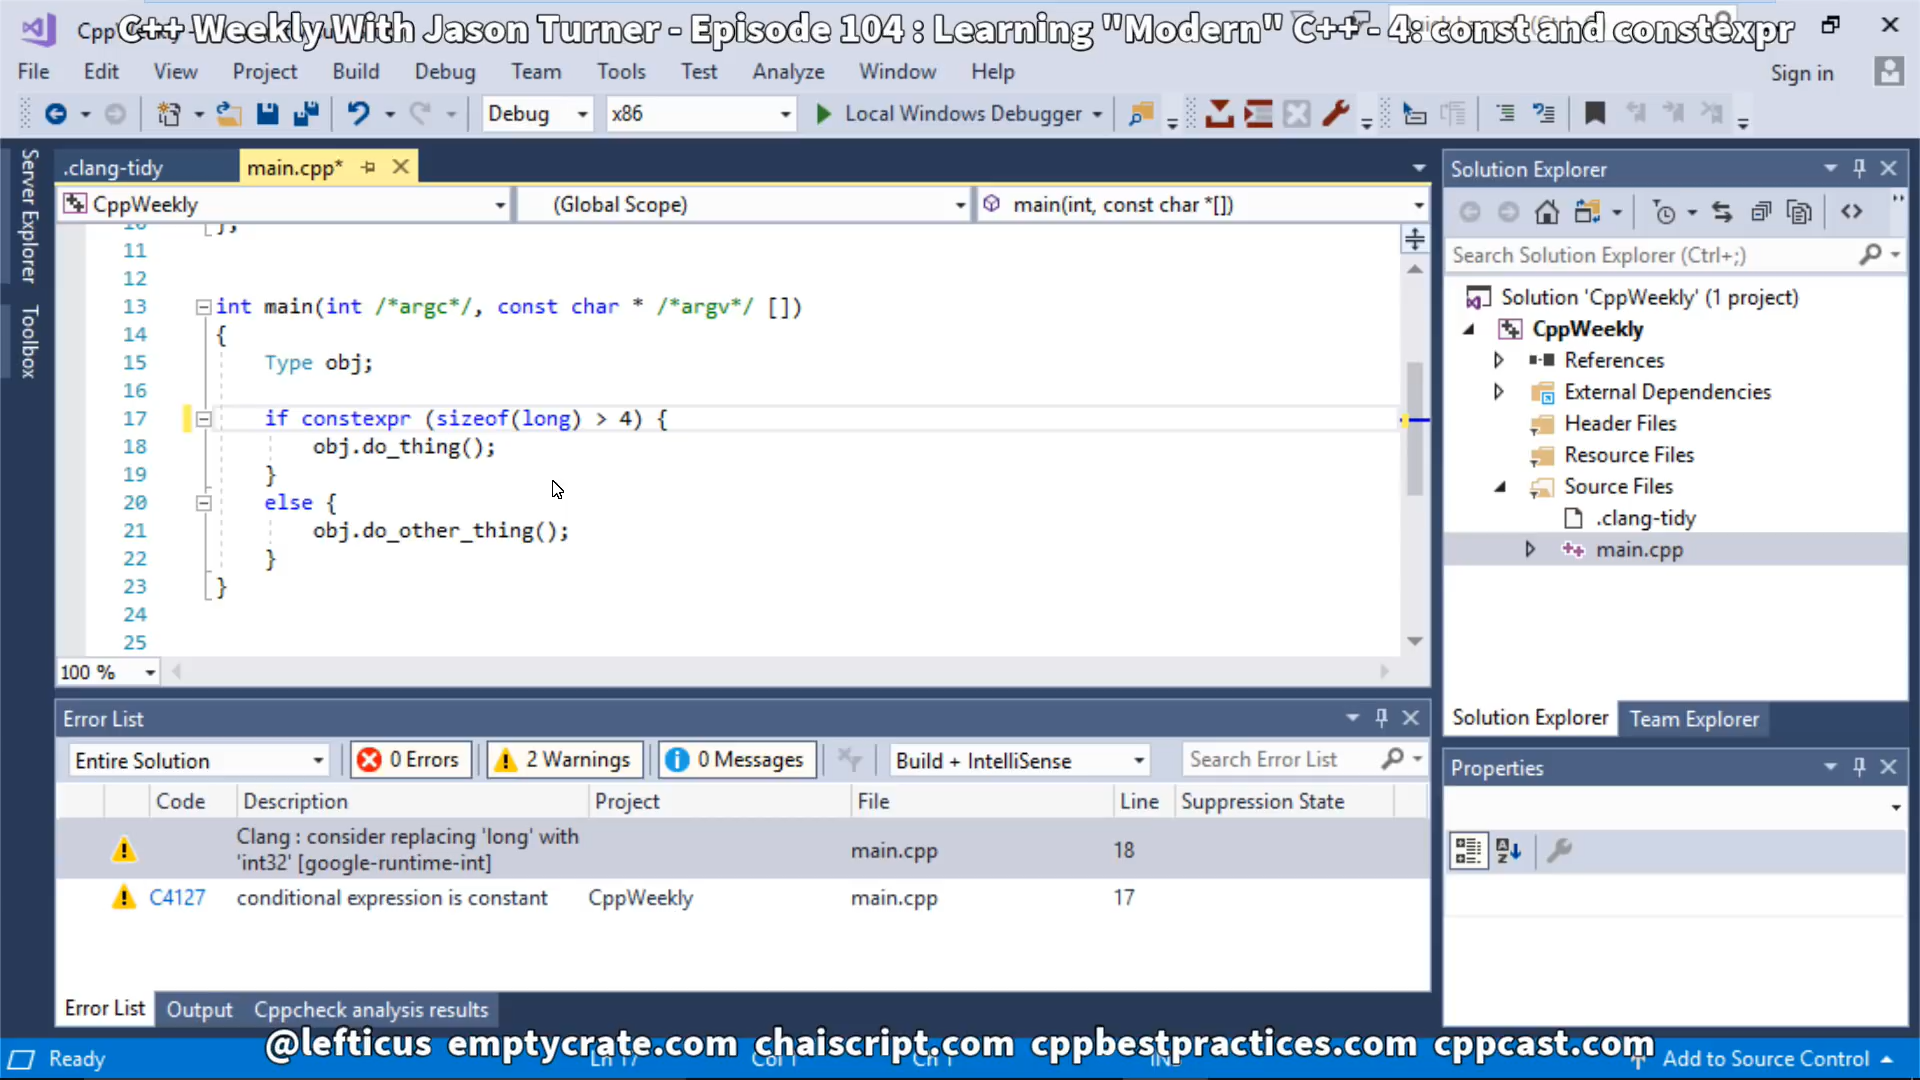 C++ Weekly With Jason Turner - Episode 104 : Learning "Modern" C++ - 4: const and constexpr
File Edit View Project Build Debug Team Tools Test Analyze Window Help
Sign in
Debug x86 Local Windows Debugger
Server Explorer
Toolbox
.clang-tidy main.cpp*
CppWeekly (Global Scope) main(int, const char *[])
10 };
11
12
13 int main(int /*argc*/, const char * /*argv*/ [])
14 {
15 Type obj;
16
17 if constexpr (sizeof(long) > 4) {
18 obj.do_thing();
19 }
20 else {
21 obj.do_other_thing();
22 }
23 }
24
25
100 %
Solution Explorer
Search Solution Explorer (Ctrl+;)
Solution 'CppWeekly' (1 project)
CppWeekly
References
External Dependencies
Header Files
Resource Files
Source Files
.clang-tidy
main.cpp
Solution Explorer Team Explorer
Properties
Error List
Entire Solution 0 Errors 2 Warnings 0 Messages Build + IntelliSense Search Error List
Code Description Project File Line Suppression State
Clang : consider replacing 'long' with
'int32' [google-runtime-int] main.cpp 18
C4127 conditional expression is constant CppWeekly main.cpp 17
Error List Output Cppcheck analysis results
@lefticus emptycrate.com chaiscript.com cppbestpractices.com cppcast.com
Ready Ln 17 Col 1 Ch 1 Add to Source Control